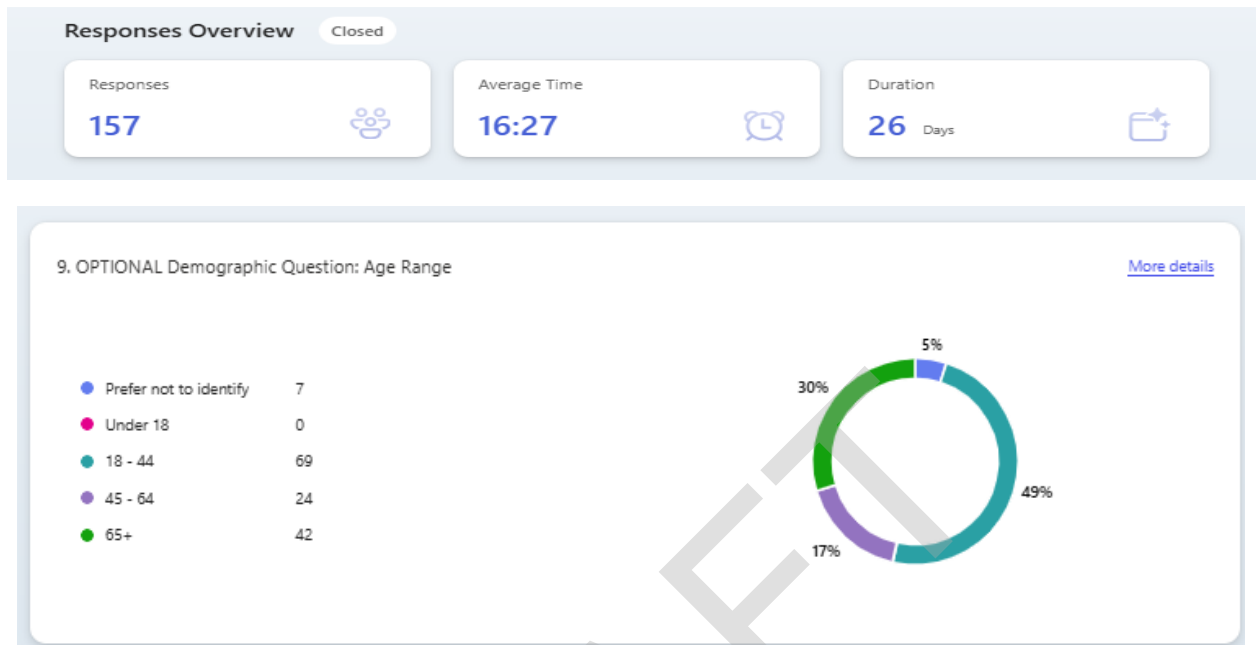 Responses Overview Closed
Responses Average Time Duration
157 16:27 26 Days
9. OPTIONAL Demographic Question: Age Range More details
5%
Prefer not to identify 7 30%
Under 18 0
18 - 44 69
45 - 64 24 49%
65+ 42
17%